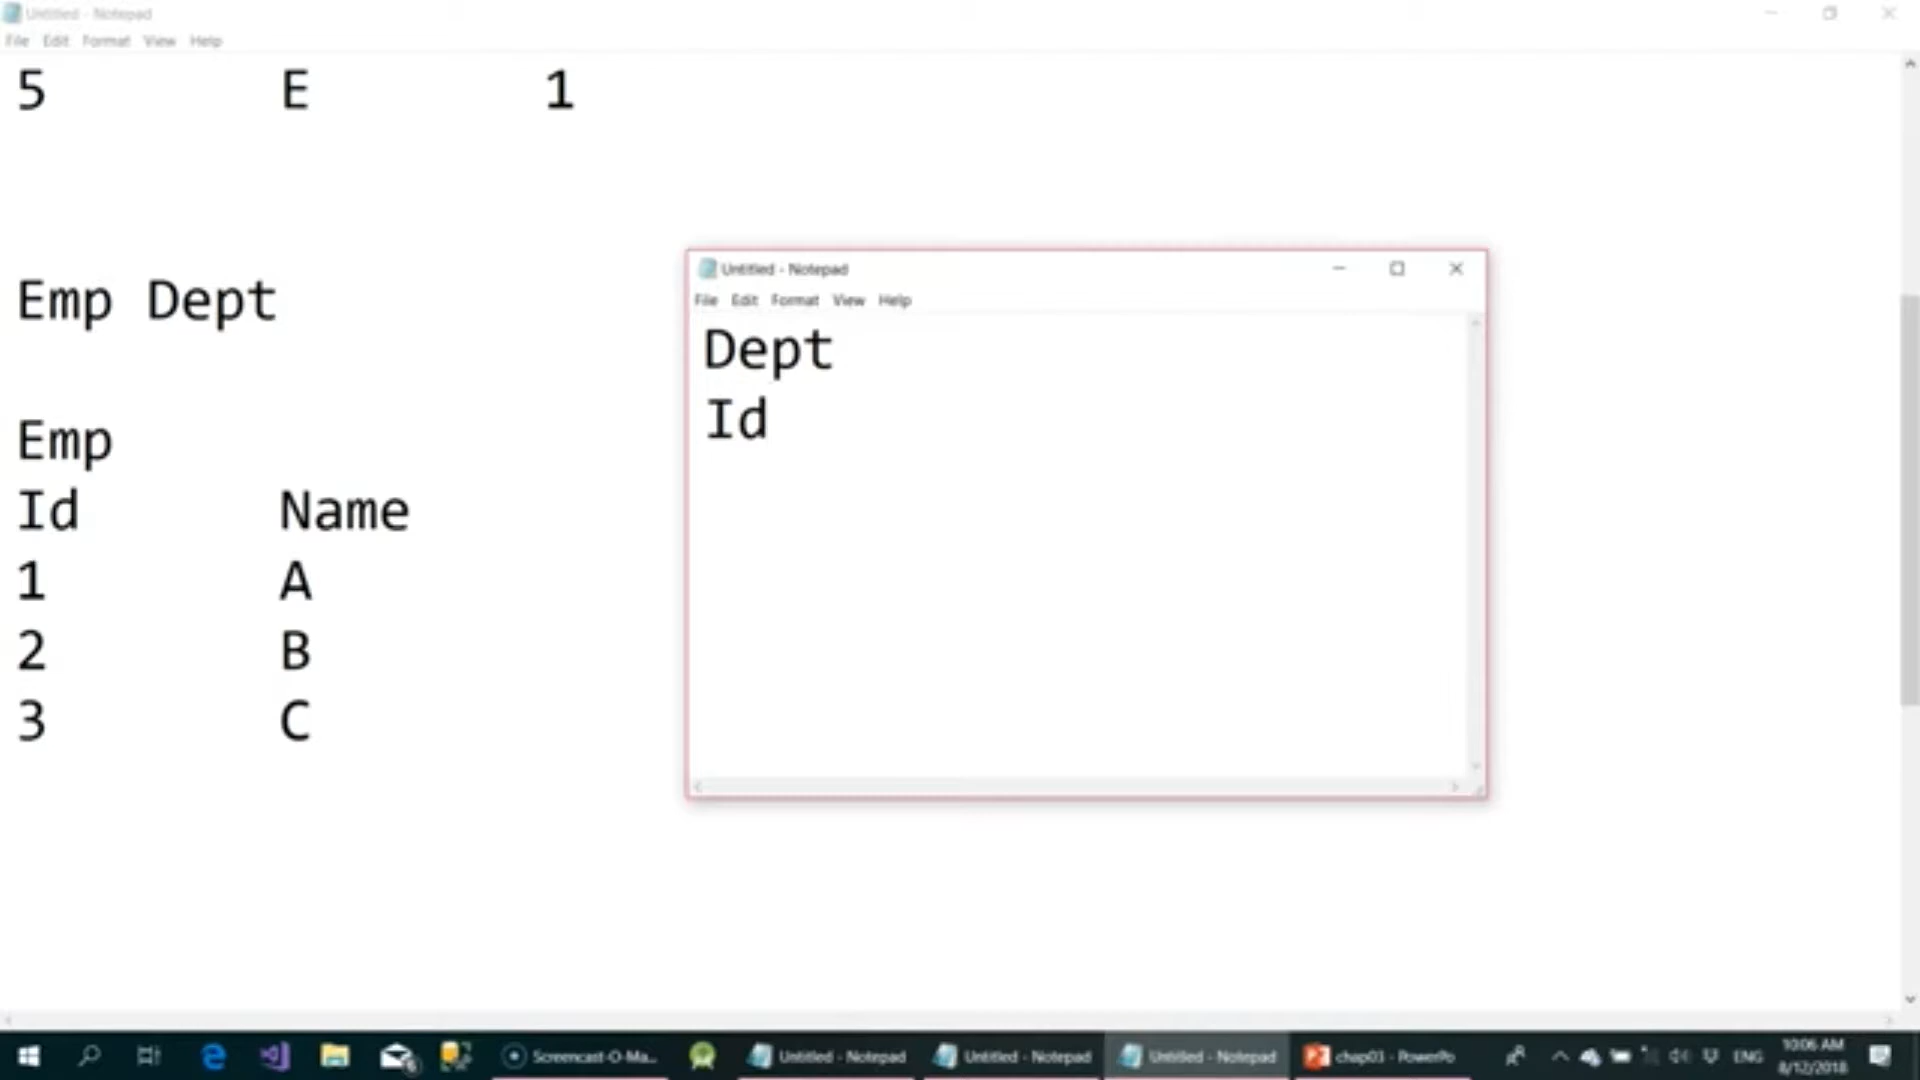 Untitled - Notepad
File Edit Format View Help
5 E 1
Emp Dept
Emp
Id Name
1 A
2 B
3 C
Untitled - Notepad
File Edit Format View Help
Dept
Id
Screencast-O-Ma...
Untitled - Notepad
Untitled - Notepad
Untitled - Notepad
chap03 - PowerPo
ENG
10:06 AM
8/12/2018